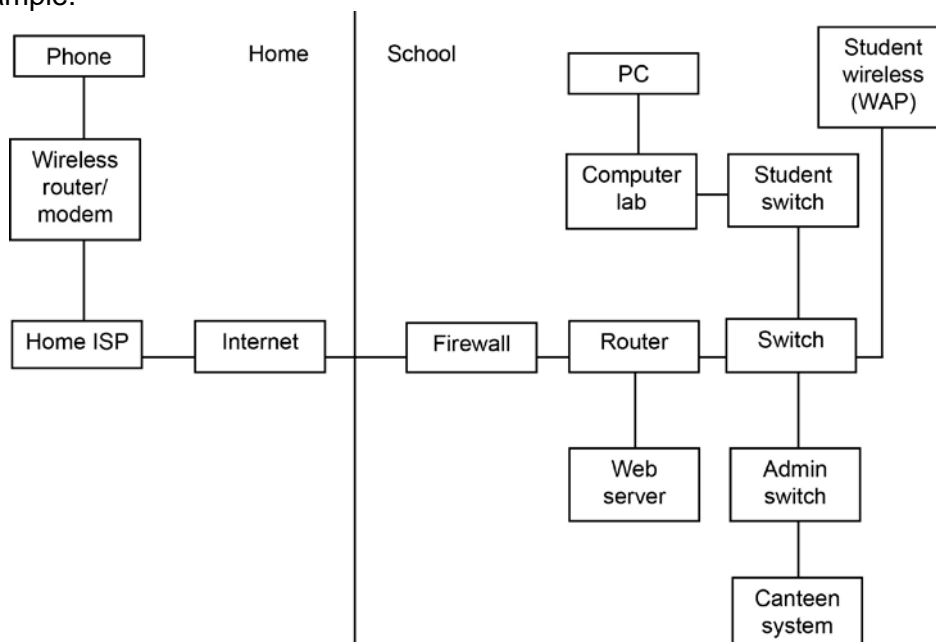 Phone
Home
School
PC
Student
wireless
(WAP)
Wireless
router/
modem
Computer
lab
Student
switch
Home ISP
Internet
Firewall
Router
Switch
Web
server
Admin
switch
Canteen
system